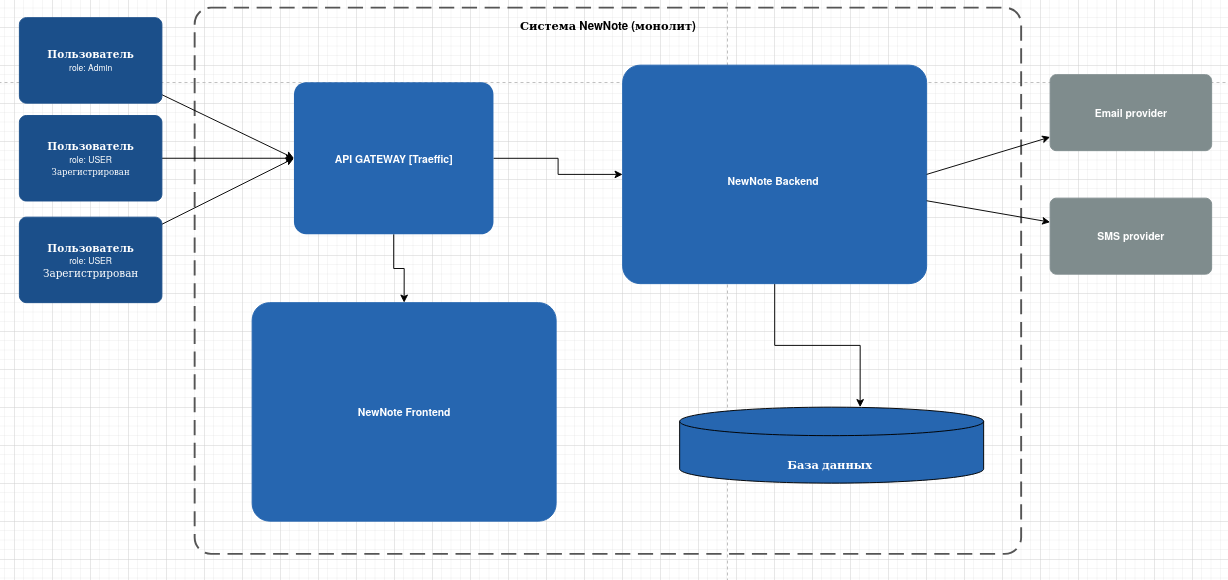 Система NewNote (монолит)
Пользователь
role: Admin
Пользователь
role: USER
Зарегистрирован
Пользователь
role: USER
Зарегистрирован
API GATEWAY [Traeffic]
NewNote Backend
Email provider
SMS provider
NewNote Frontend
База данных